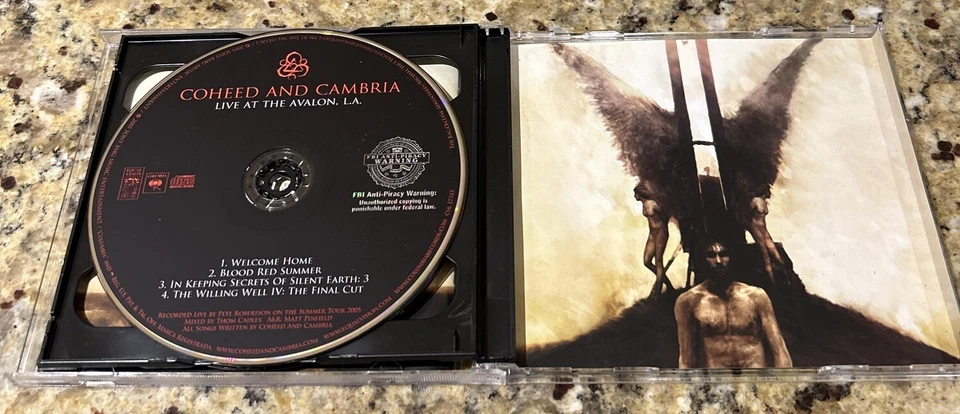 COHEED AND CAMBRIA
LIVE AT THE AVALON, L.A.
COLUMBIA
FBI ANTI-PIRACY
WARNING
FBI Anti-Piracy Warning:
Unauthorized copying is
punishable under federal law.
1. WELCOME HOME
2. BLOOD RED SUMMER
3. IN KEEPING SECRETS OF SILENT EARTH: 3
4. THE WILLING WELL IV: THE FINAL CUT
RECORDED LIVE BY PETE ROBERTSON ON THE SUMMER TOUR 2005
MIXED BY THOM CADLEY. A&R: MATT PINFIELD
ALL SONGS WRITTEN BY COHEED AND CAMBRIA
WWW.COHEEDANDCAMBRIA.COM